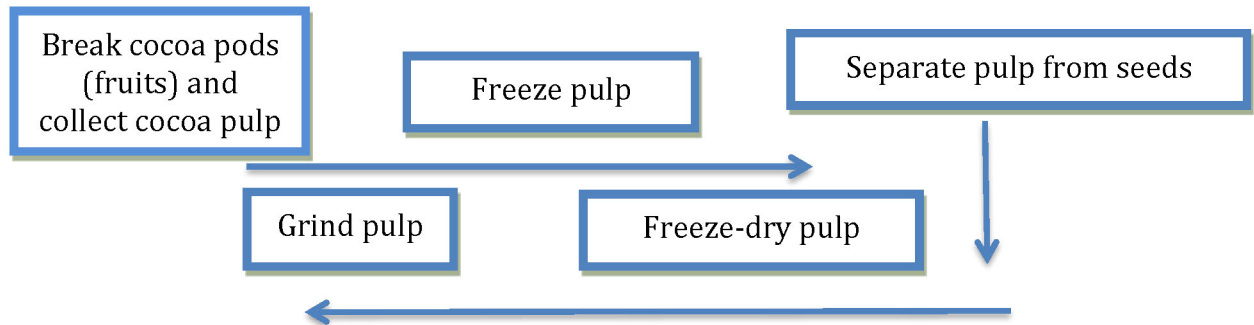 Break cocoa pods
(fruits) and
collect cocoa pulp
Freeze pulp
Separate pulp from seeds
Grind pulp
Freeze-dry pulp